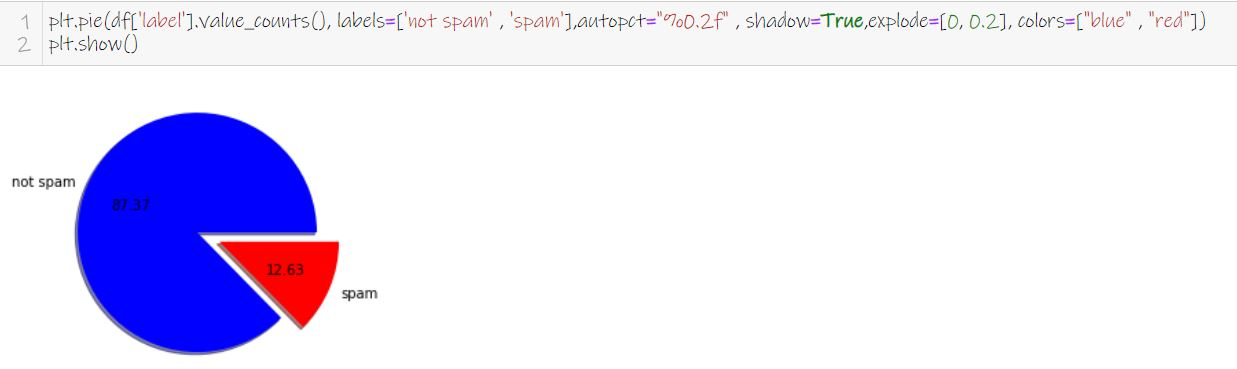 1 plt.pie(df['label'].value_counts(), labels=['not spam' , 'spam'],autopct="%0.2f" , shadow=True,explode=[0, 0.2], colors=["blue" , "red"])
2 plt.show()
not spam
87.37
12.63
spam